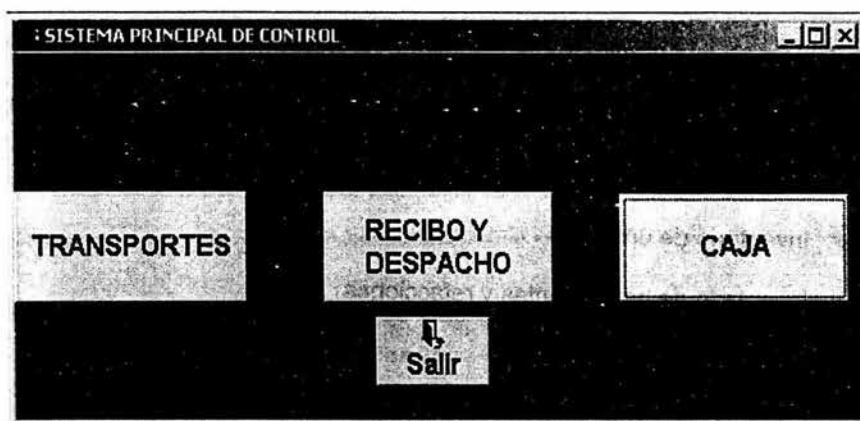 : SISTEMA PRINCIPAL DE CONTROL
TRANSPORTES
RECIBO Y
DESPACHO
CAJA
Salir